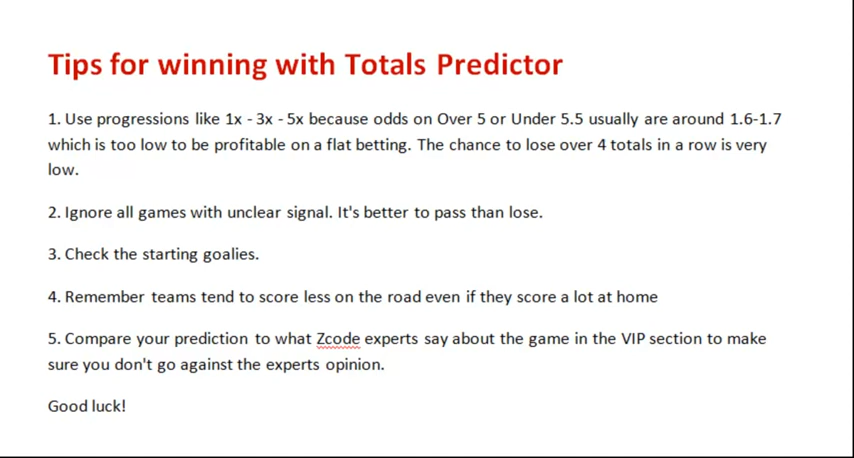 Tips for winning with Totals Predictor
1. Use progressions like 1x - 3x - 5x because odds on Over 5 or Under 5.5 usually are around 1.6-1.7
which is too low to be profitable on a flat betting. The chance to lose over 4 totals in a row is very
low.
2. Ignore all games with unclear signal. It's better to pass than lose.
3. Check the starting goalies.
4. Remember teams tend to score less on the road even if they score a lot at home
5. Compare your prediction to what Zcode experts say about the game in the VIP section to make
sure you don't go against the experts opinion.
Good luck!